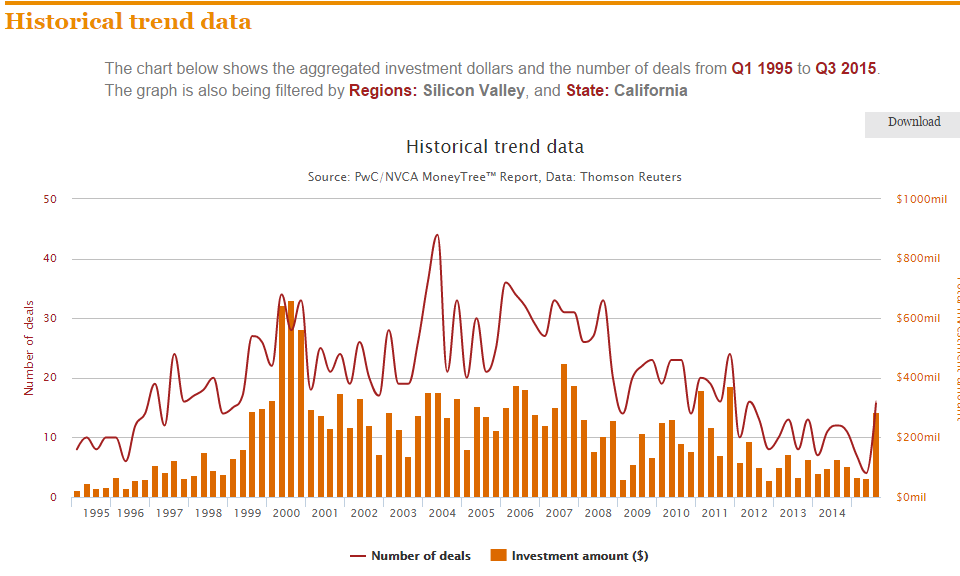 Historical trend data
The chart below shows the aggregated investment dollars and the number of deals from Q1 1995 to Q3 2015.
The graph is also being filtered by Regions: Silicon Valley, and State: California
Download
Historical trend data
Source: PwC/NVCA MoneyTree™ Report, Data: Thomson Reuters
50 $1000mil
40 $800mil
30 $600mil
20 $400mil
10 $200mil
0 $0mil
Number of deals
1995 1996 1997 1998 1999 2000 2001 2002 2003 2004 2005 2006 2007 2008 2009 2010 2011 2012 2013 2014
Number of deals Investment amount ($)